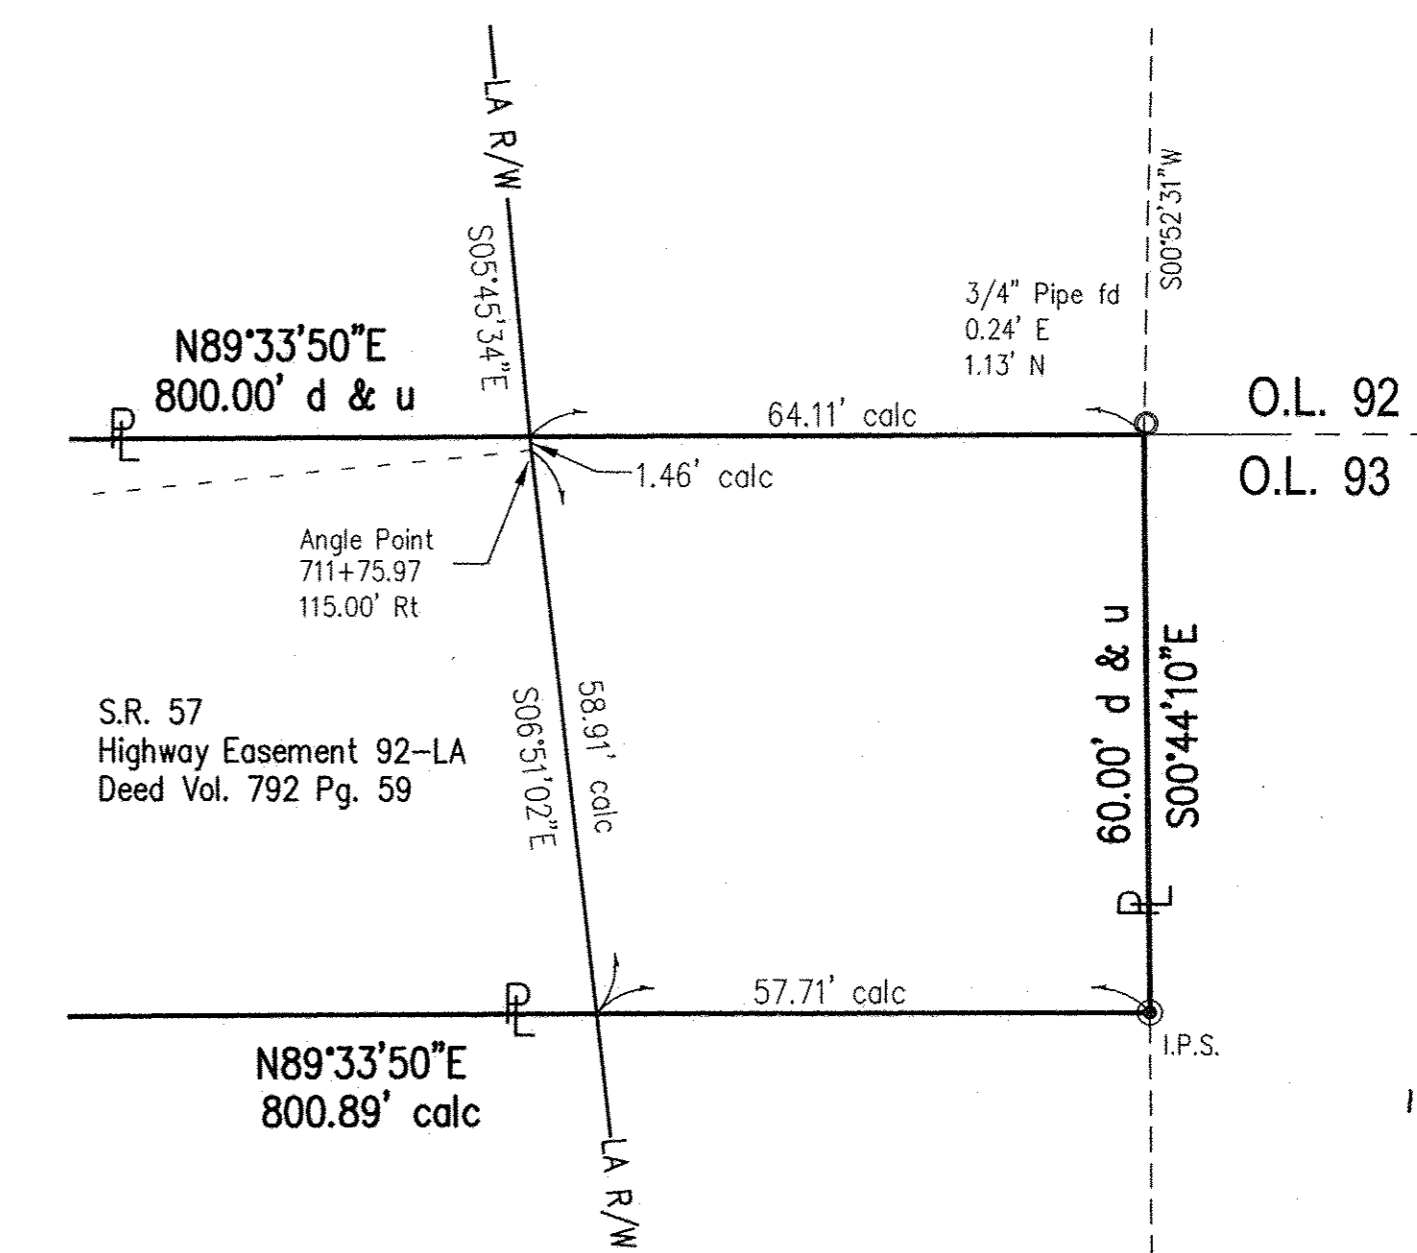 LA R/W
S05°45'34"E
S00°52'31"W
3/4" Pipe fd
0.24' E
1.13' N
N89°33'50"E
800.00' d & u
PL
64.11' calc
O.L. 92
O.L. 93
1.46' calc
Angle Point
711+75.97
115.00' Rt
S.R. 57
Highway Easement 92-LA
Deed Vol. 792 Pg. 59
58.91' calc
S06°51'02"E
60.00' d & u
S00°44'10"E
PL
PL
57.71' calc
I.P.S.
N89°33'50"E
800.89' calc
LA R/W